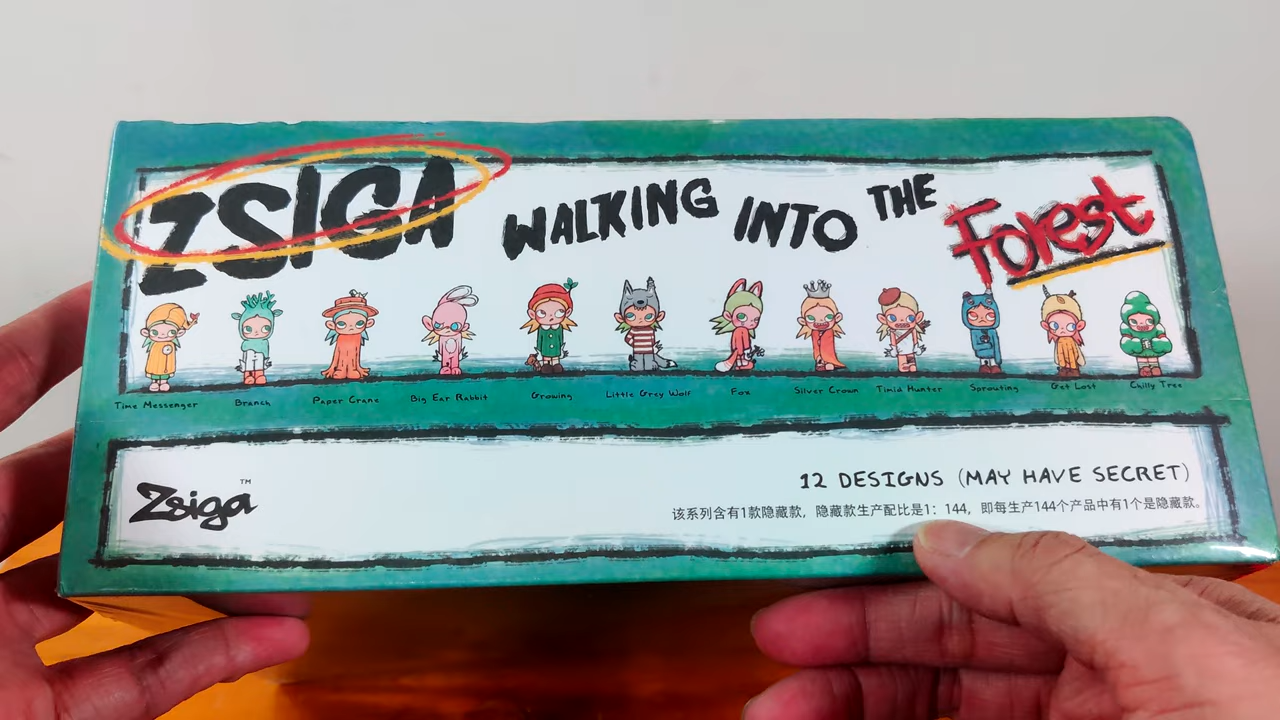 ZSIGA WALKING INTO THE Forest
Time Messenger Branch Paper Crane Big Ear Rabbit Growing Little Grey Wolf Fox Silver Crown Timid Hunter Sprouting Get Lost Chilly Tree
12 DESIGNS (MAY HAVE SECRET)
Zsiga™
该系列含有1款隐藏款，隐藏款生产配比是1：144，即每生产144个产品中有1个是隐藏款。